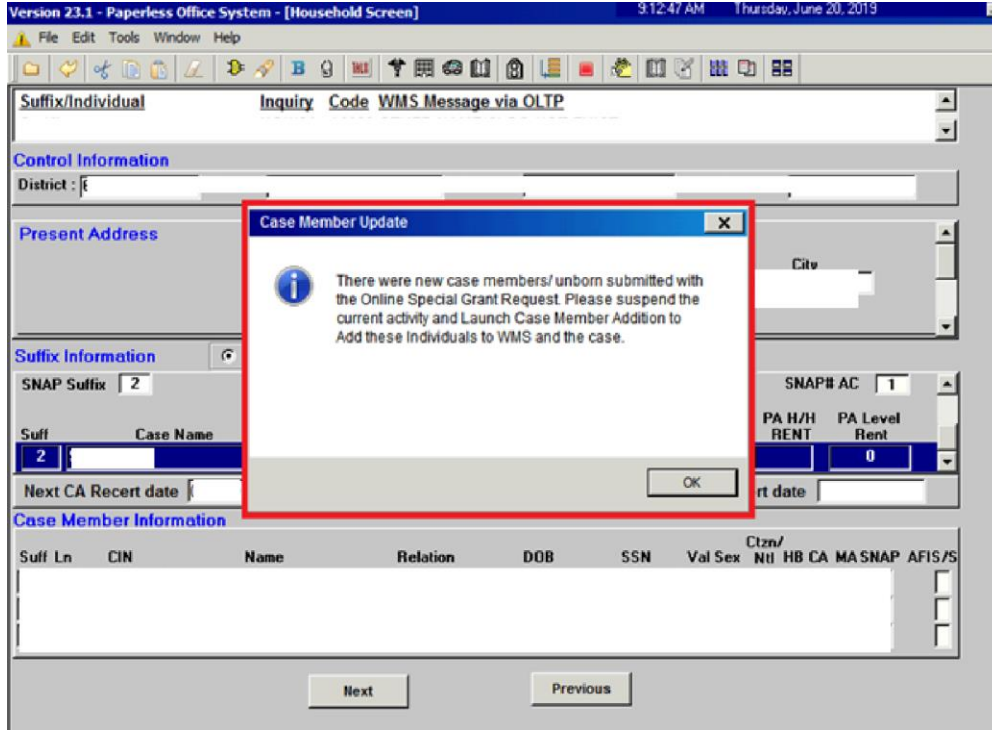 Version 23.1 - Paperless Office System - [Household Screen] 9:12:47 AM Thursday, June 20, 2019
File Edit Tools Window Help
Suffix/Individual Inquiry Code WMS Message via OLTP
Control Information
District :
Case Member Update X
Present Address
City
There were new case members/ unborn submitted with
the Online Special Grant Request. Please suspend the
current activity and Launch Case Member Addition to
Add these Individuals to WMS and the case.
Suffix Information
SNAP Suffix 2 SNAP# AC 1
PA H/H PA Level
Suff Case Name RENT Rent
2 0
OK
Next CA Recert date rt date
Case Member Information
Ctzn/
Suff Ln CIN Name Relation DOB SSN Val Sex Ntl HB CA MA SNAP AFIS/S
Next Previous